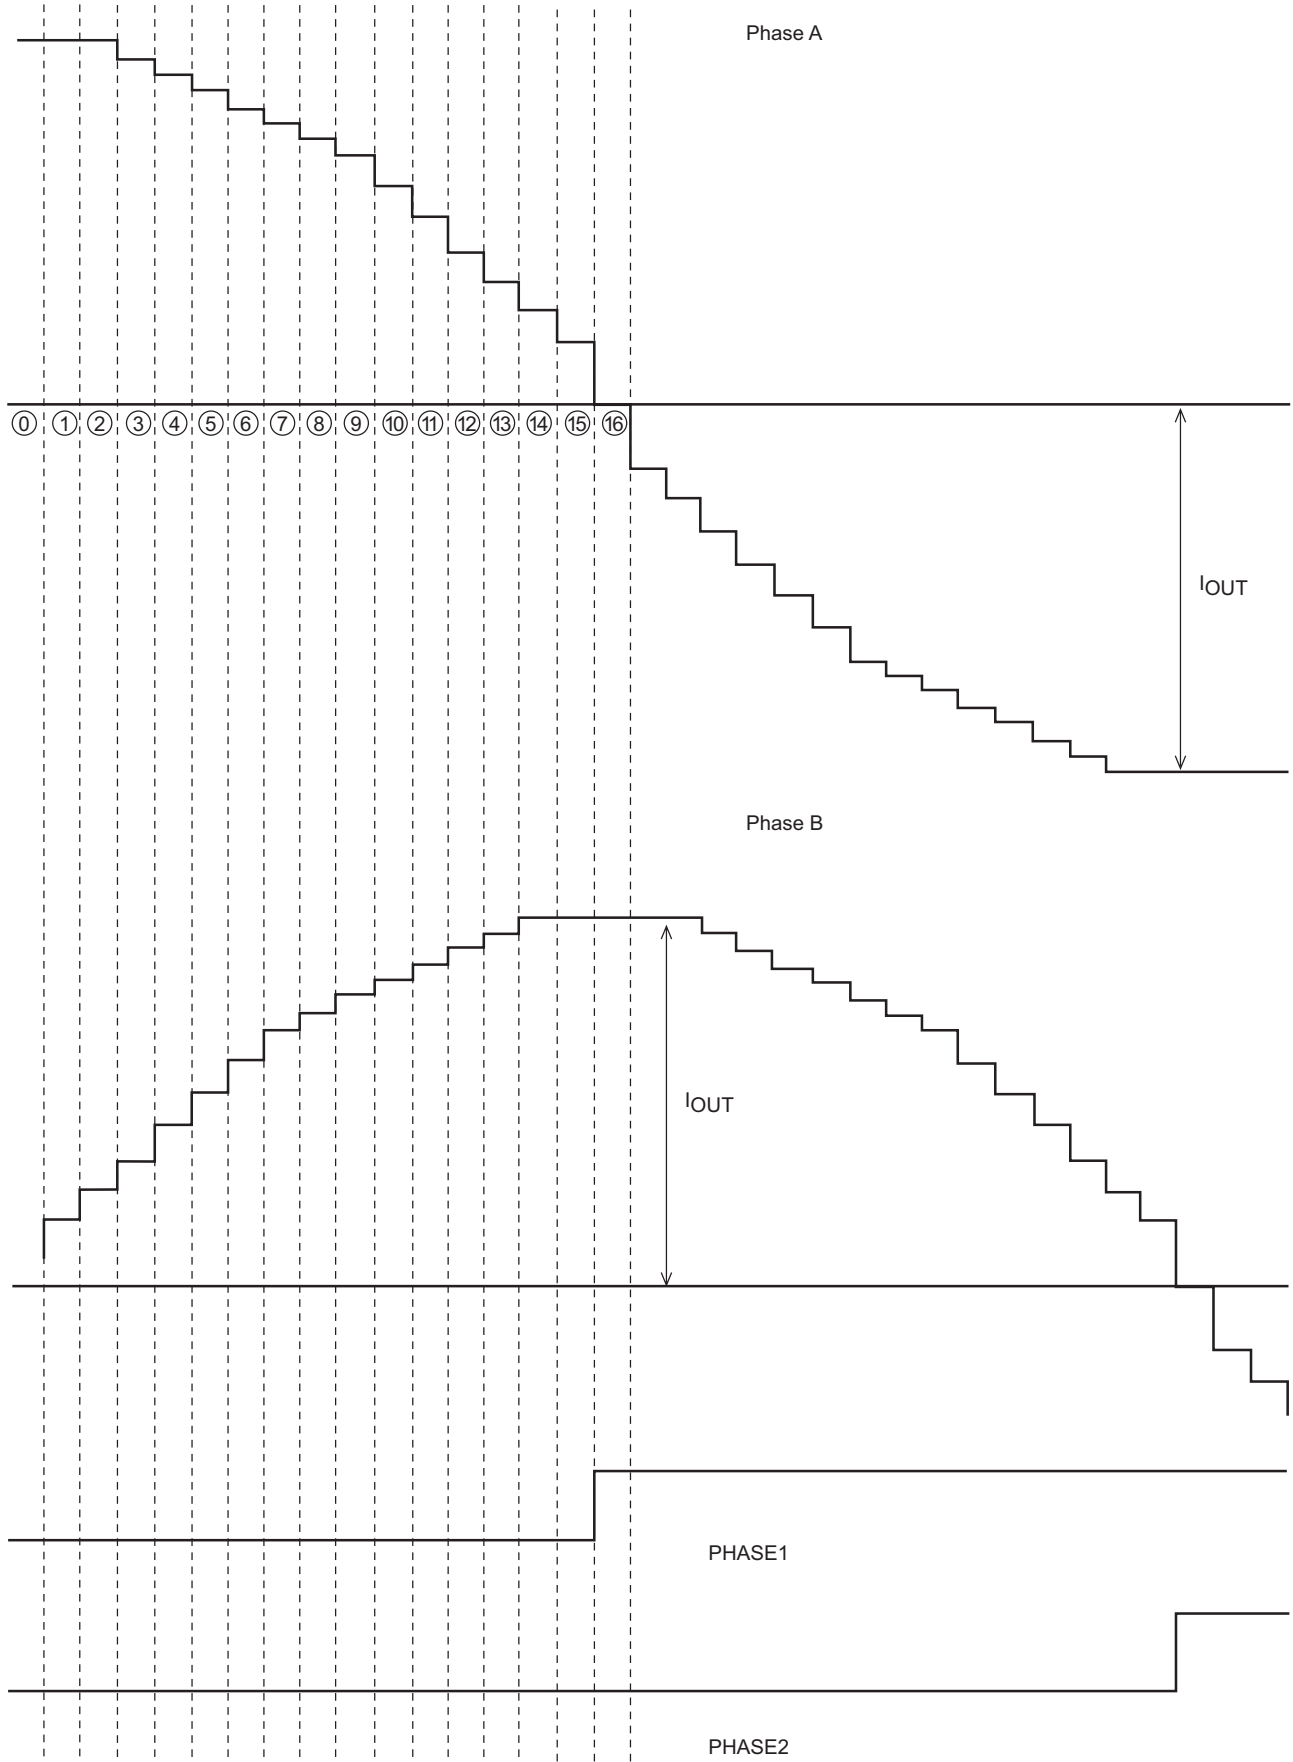 Phase A
⓪ ① ② ③ ④ ⑤ ⑥ ⑦ ⑧ ⑨ ⑩ ⑪ ⑫ ⑬ ⑭ ⑮ ⑯
IOUT
Phase B
IOUT
PHASE1
PHASE2